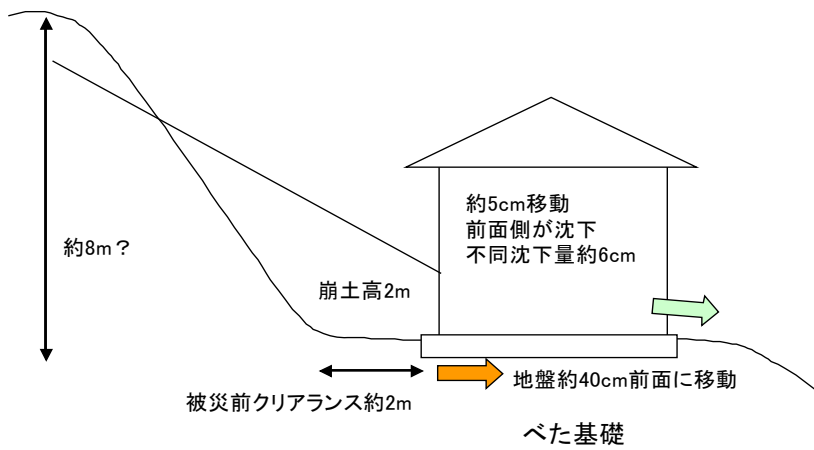 約5cm移動
前面側が沈下
不同沈下量約6cm
約8m？
崩土高2m
地盤約40cm前面に移動
被災前クリアランス約2m
べた基礎